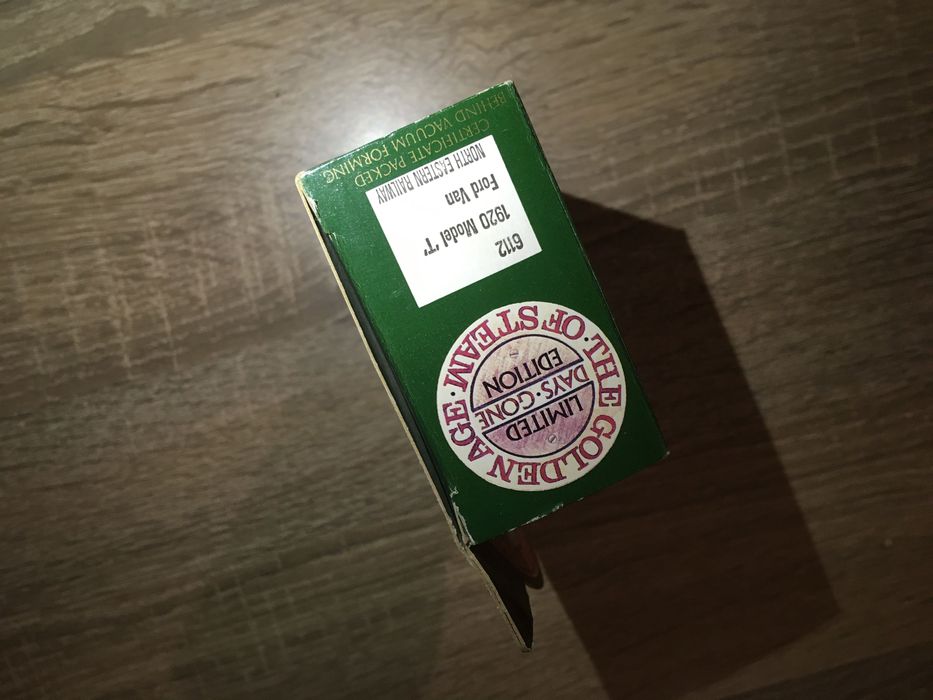 THE GOLDEN AGE · OF STEAM ·
LIMITED
DAYS·GONE
EDITION
6112
1920 Model 'T'
Ford Van
NORTH EASTERN RAILWAY
CERTIFICATE PACKED
BEHIND VACUUM FORMING